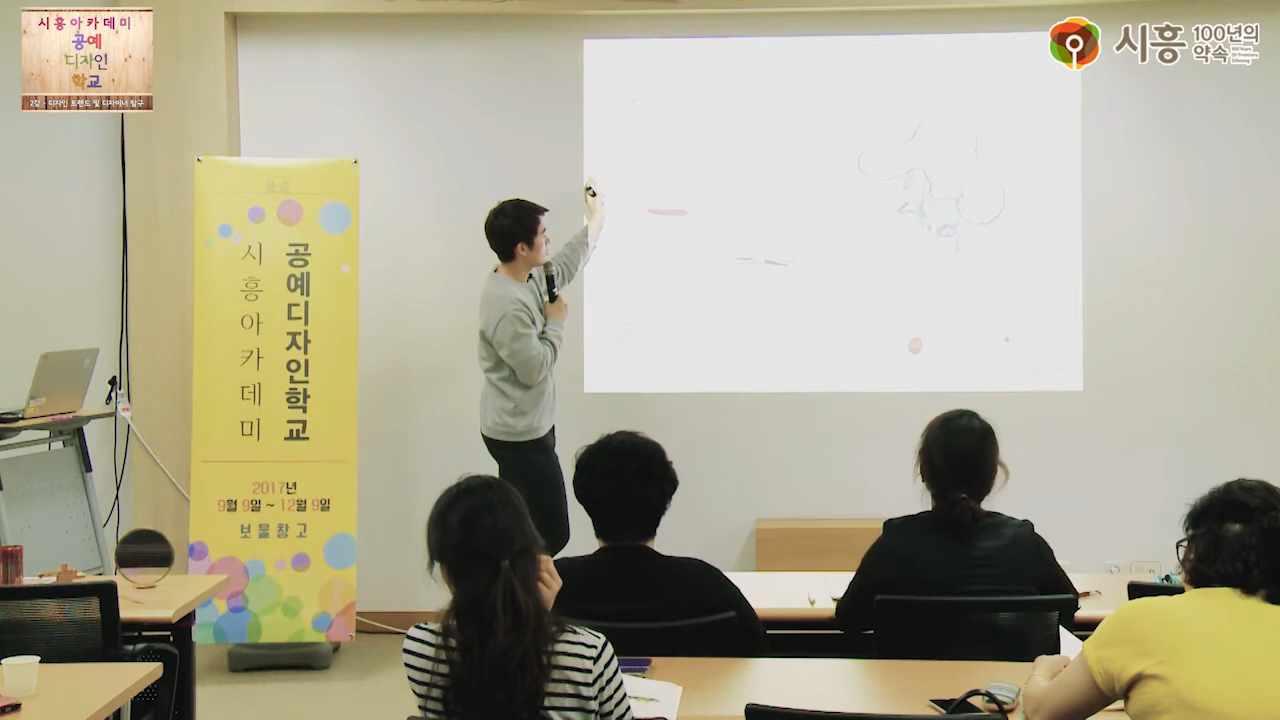 시흥아카데미
공예
디자인
학교
2강 - 디자인 트렌드 및 디자이너 탐구
시흥
100년의
약속
공예디자인학교
시흥아카데미
2017년
9월 9일 ~ 12월 9일
보물창고